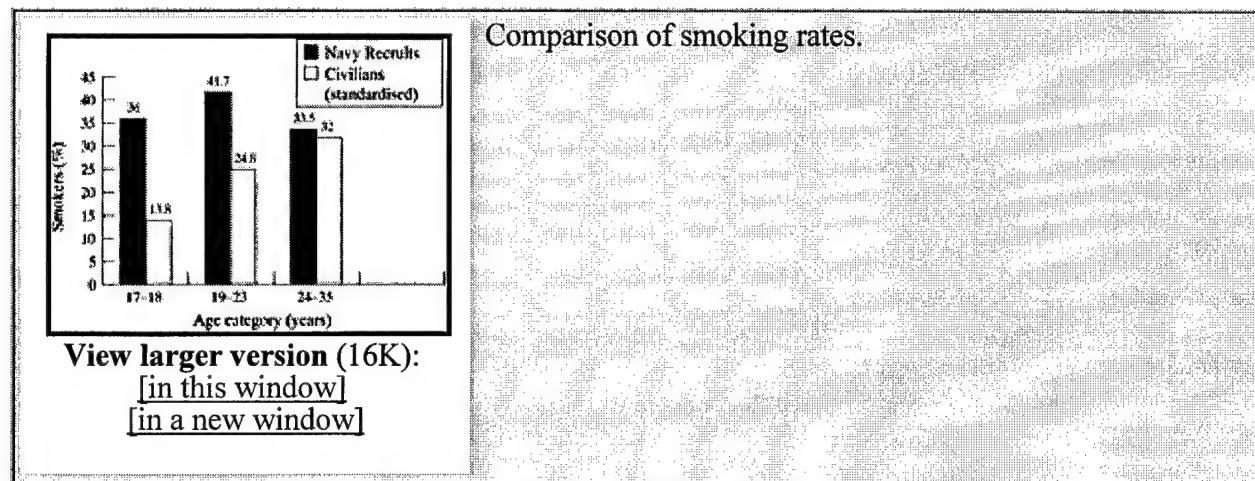 Comparison of smoking rates.
Navy Recruits
Civilians
(standardised)
45
40
35
30
25
20
15
10
5
0
Smokers (%)
36
13.8
41.7
24.8
33.5
32
17–18
19–23
24–35
Age category (years)
View larger version (16K):
[in this window]
[in a new window]